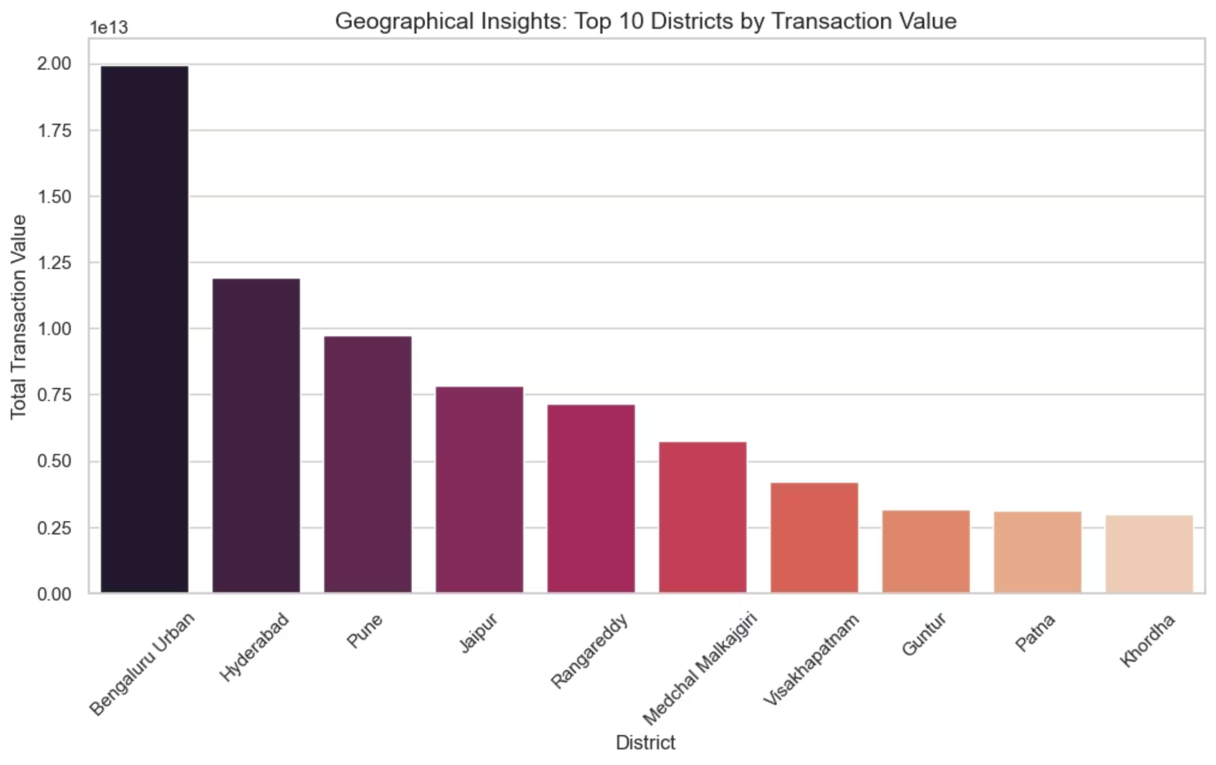 Geographical Insights: Top 10 Districts by Transaction Value
1e13
2.00
1.75
1.50
1.25
1.00
0.75
0.50
0.25
0.00
Total Transaction Value
Bengaluru Urban
Hyderabad
Pune
Jaipur
Rangareddy
Medchal Malkajgiri
Visakhapatnam
Guntur
Patna
Khordha
District